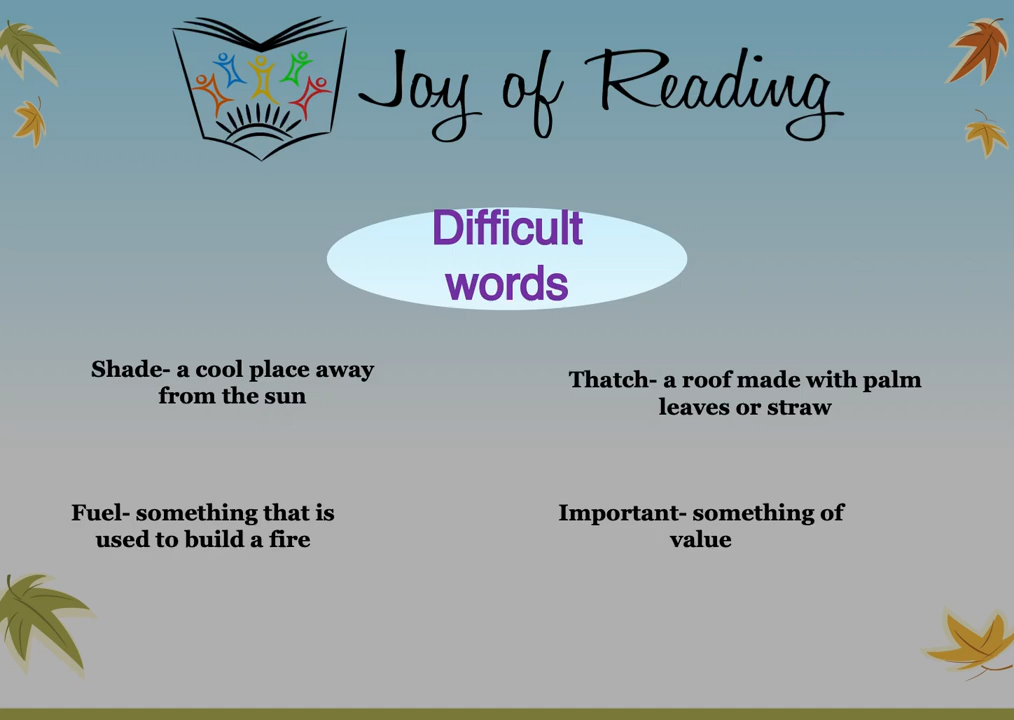 Joy of Reading
Difficult
words
Shade- a cool place away
from the sun
Thatch- a roof made with palm
leaves or straw
Fuel- something that is
used to build a fire
Important- something of
value